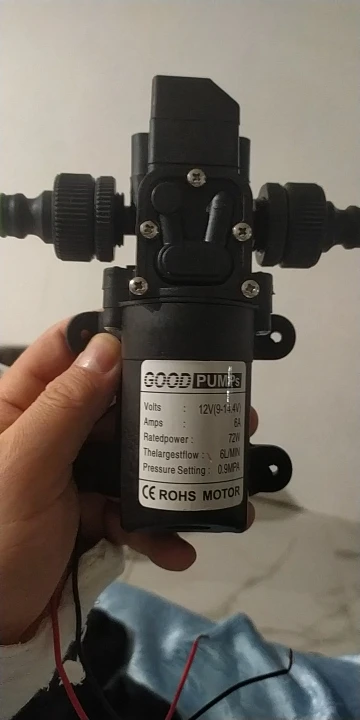 GOOD PUMPs
Volts : 12V(9-14.4V)
Amps : 6A
Ratedpower : 72W
Thelargestflow : 6L/MIN
Pressure Setting : 0.9MPA
CE ROHS MOTOR